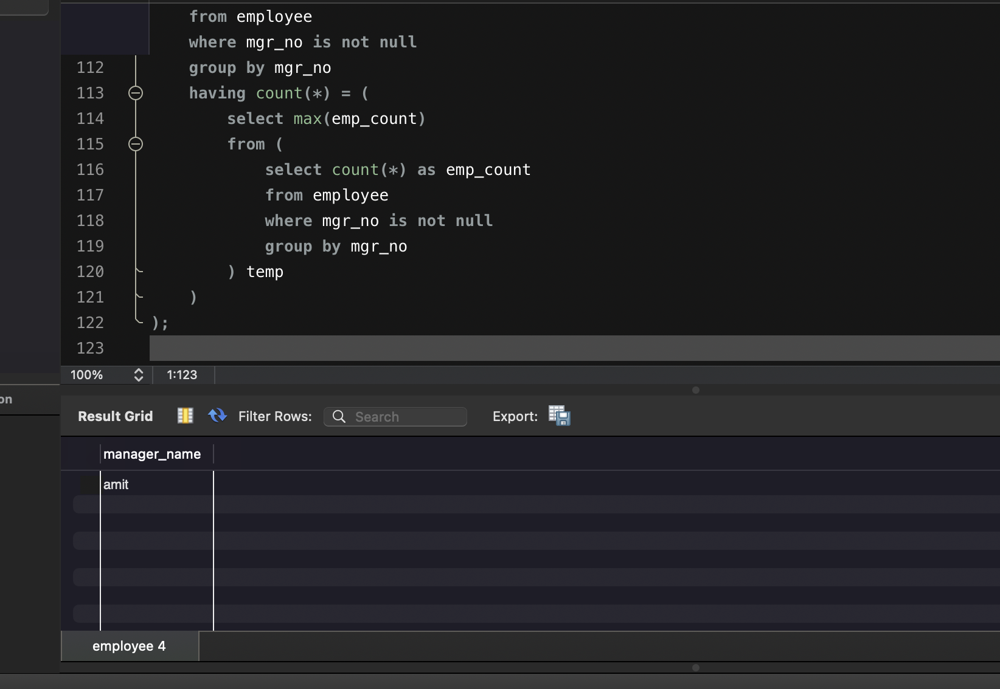 from employee
where mgr_no is not null
112 group by mgr_no
113 having count(*) = (
114 select max(emp_count)
115 from (
116 select count(*) as emp_count
117 from employee
118 where mgr_no is not null
119 group by mgr_no
120 ) temp
121 )
122 );
123
100% 1:123
on
Result Grid Filter Rows: Search Export:
manager_name
amit
employee 4